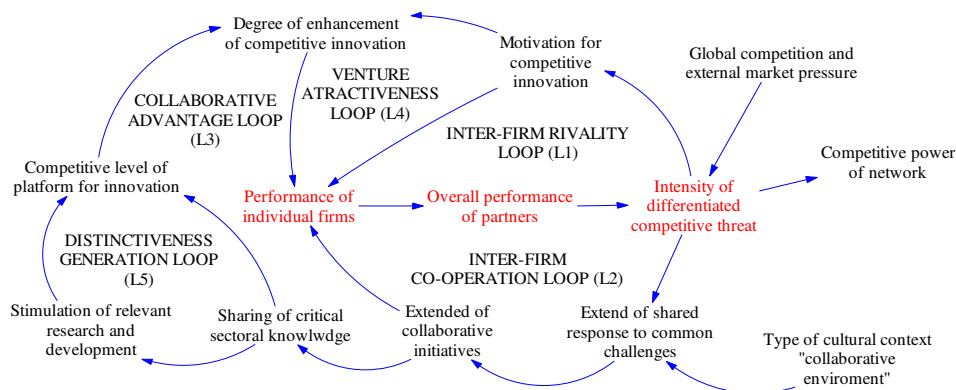 Degree of enhancement
of competitive innovation
Motivation for
competitive
innovation
Global competition and
external market pressure
VENTURE
ATRACTIVENESS
LOOP (L4)
COLLABORATIVE
ADVANTAGE LOOP
(L3)
INTER-FIRM RIVALITY
LOOP (L1)
Competitive power
of network
Competitive level of
platform for innovation
Performance of
individual firms
Overall performance
of partners
Intensity of
differentiated
competitive threat
DISTINCTIVENESS
GENERATION LOOP
(L5)
INTER-FIRM
CO-OPERATION LOOP (L2)
Stimulation of relevant
research and
development
Sharing of critical
sectoral knowlwdge
Extended of
collaborative
initiatives
Extend of shared
response to common
challenges
Type of cultural context
"collaborative
enviroment"